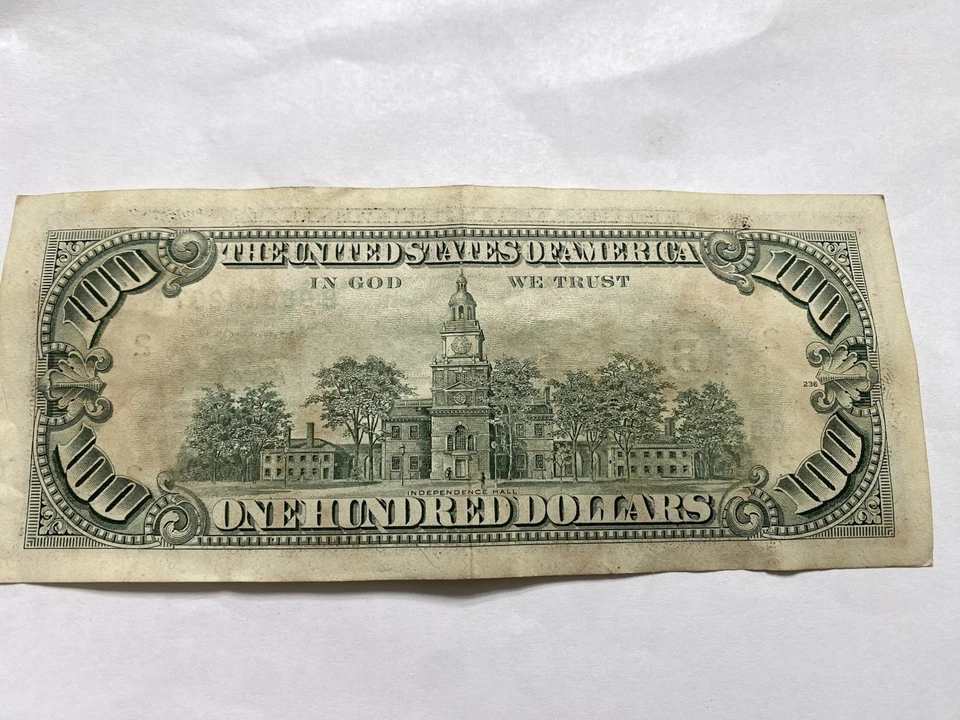 100 THE UNITED STATES OF AMERICA 100
IN GOD WE TRUST
236
INDEPENDENCE HALL
100 ONE HUNDRED DOLLARS 100